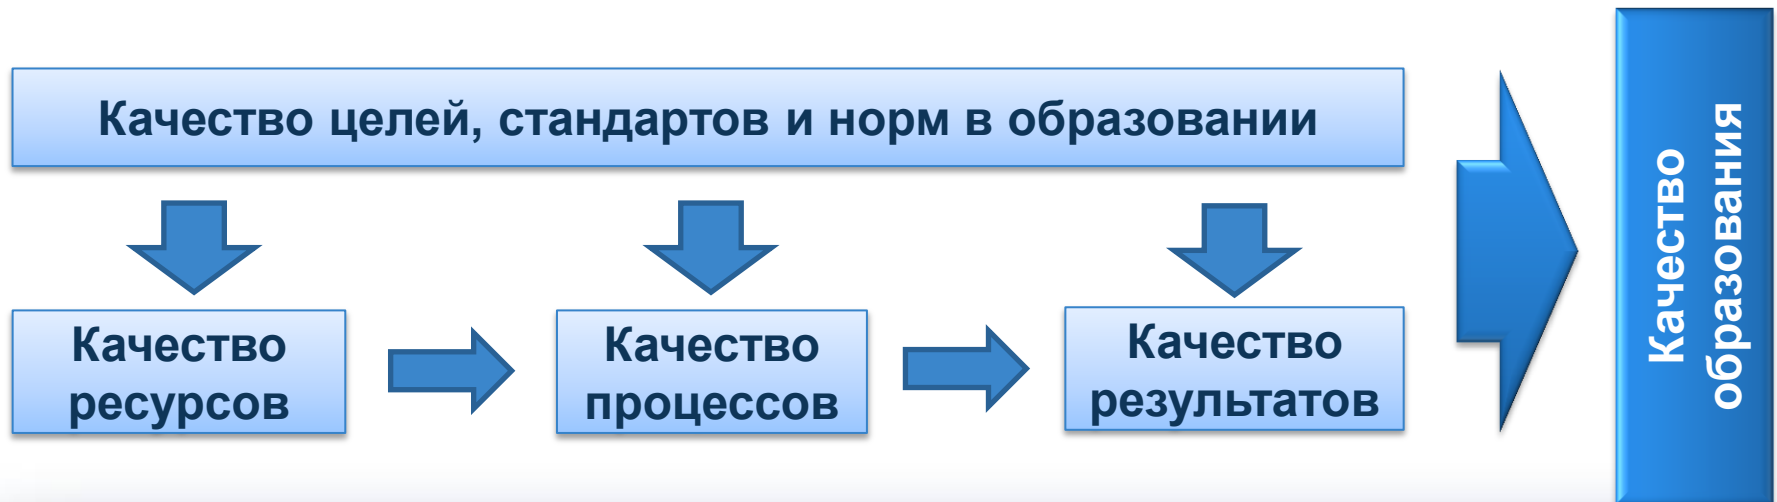 Качество целей, стандартов и норм в образовании
Качество
ресурсов
Качество
процессов
Качество
результатов
Качество
образования